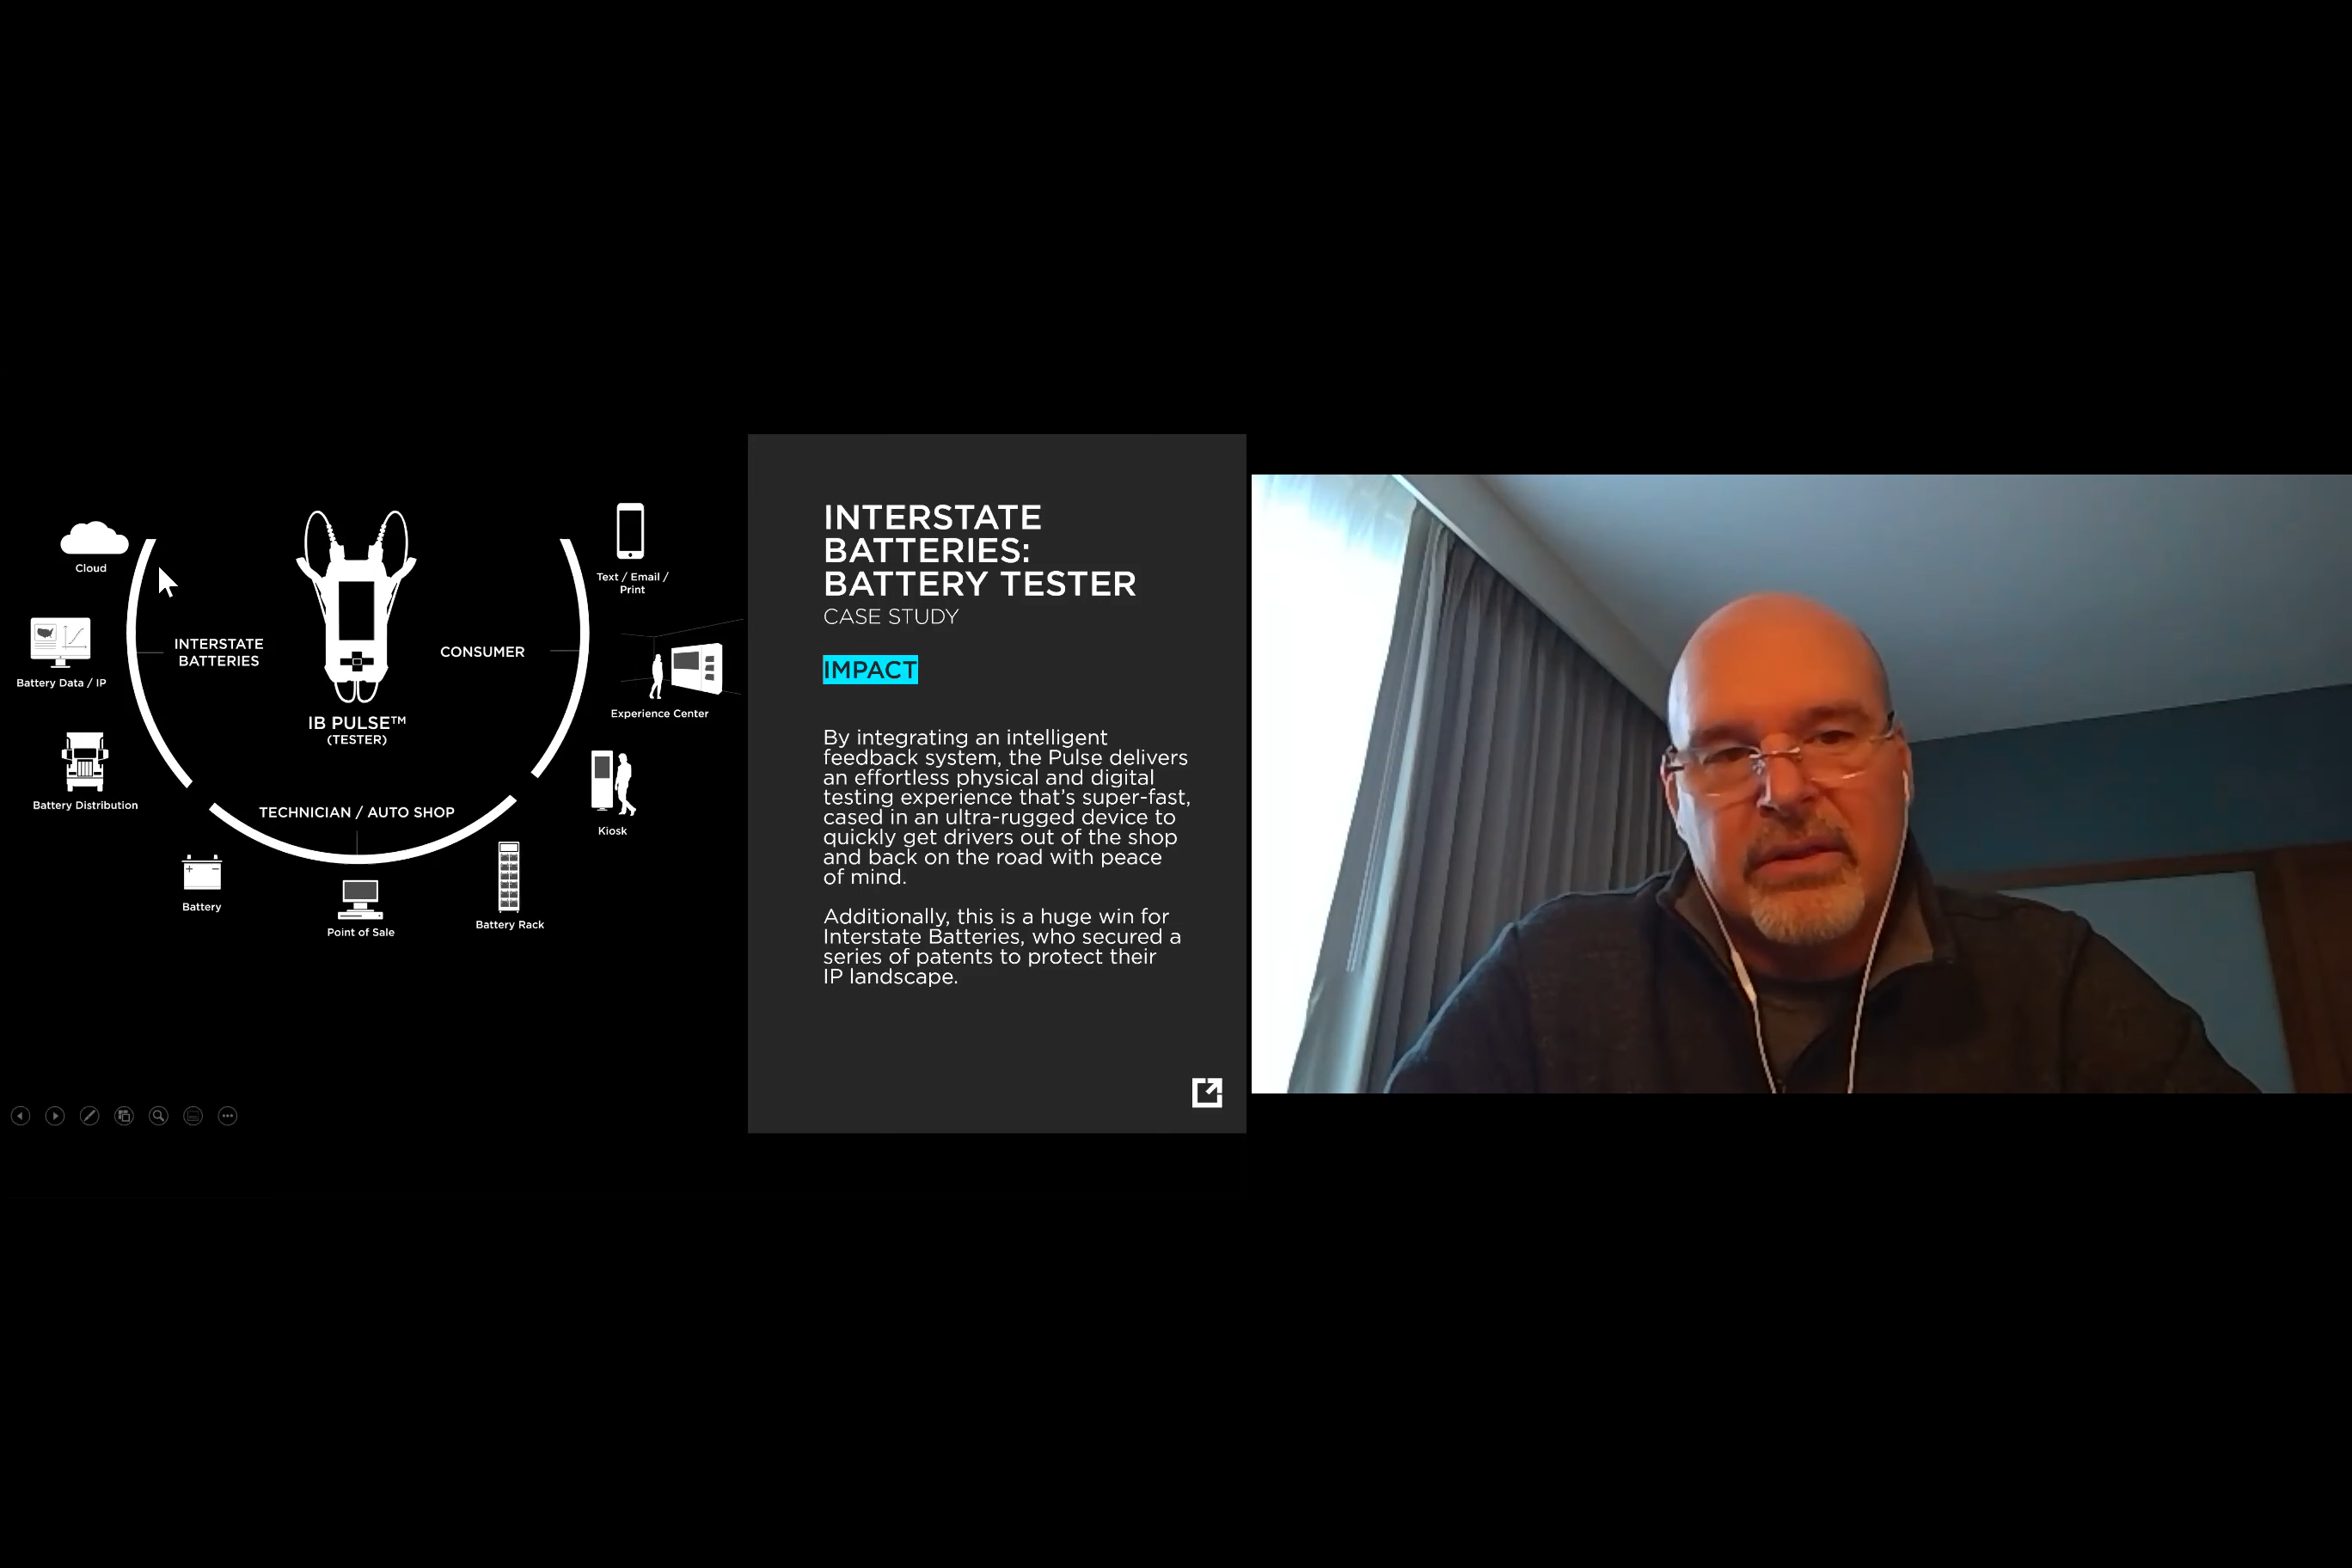 Cloud
Battery Data / IP
Battery Distribution
INTERSTATE
BATTERIES
IB PULSE™
(TESTER)
CONSUMER
TECHNICIAN / AUTO SHOP
Battery
Point of Sale
Battery Rack
Text / Email /
Print
Experience Center
Kiosk
INTERSTATE
BATTERIES:
BATTERY TESTER
CASE STUDY
IMPACT
By integrating an intelligent
feedback system, the Pulse delivers
an effortless physical and digital
testing experience that’s super-fast,
cased in an ultra-rugged device to
quickly get drivers out of the shop
and back on the road with peace
of mind.
Additionally, this is a huge win for
Interstate Batteries, who secured a
series of patents to protect their
IP landscape.